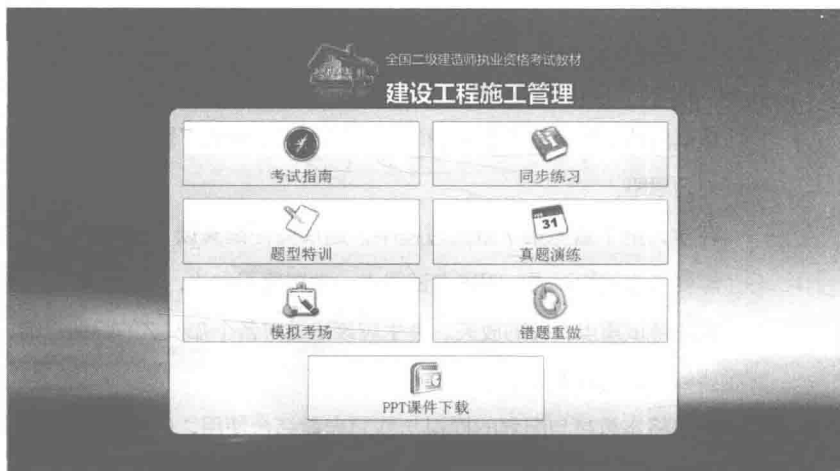 全国二级建造师执业资格考试教材
建设工程施工管理
考试指南
同步练习
题型特训
31
真题演练
模拟考场
错题重做
PPT课件下载